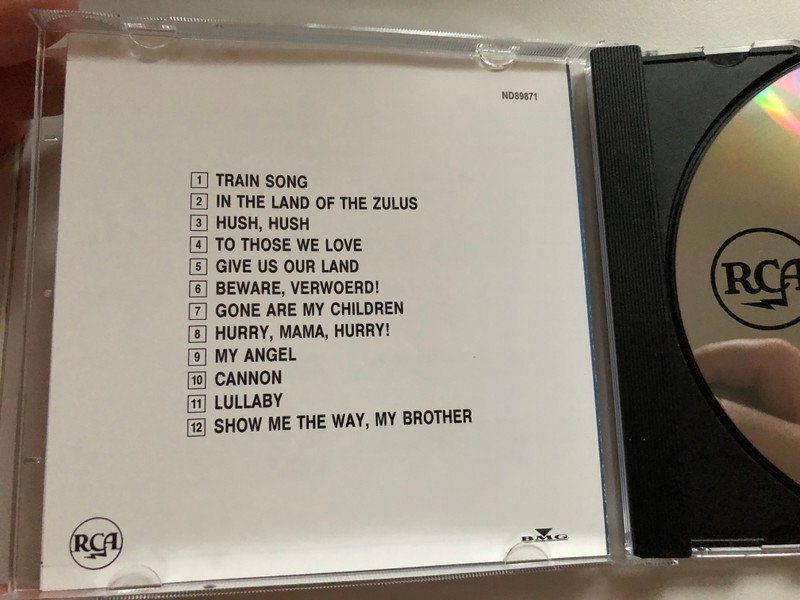 ND89871
1 TRAIN SONG
2 IN THE LAND OF THE ZULUS
3 HUSH, HUSH
4 TO THOSE WE LOVE
5 GIVE US OUR LAND
6 BEWARE, VERWOERD!
7 GONE ARE MY CHILDREN
8 HURRY, MAMA, HURRY!
9 MY ANGEL
10 CANNON
11 LULLABY
12 SHOW ME THE WAY, MY BROTHER
RCA
BMG
RCA